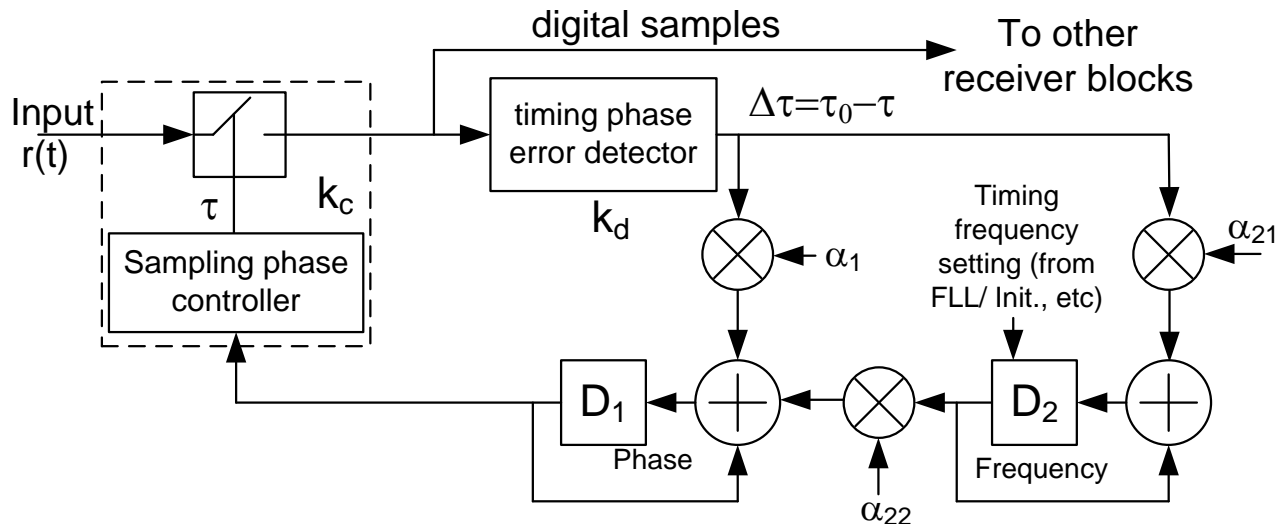 digital samples
To other
receiver blocks
Input
r(t)
τ
k_c
Sampling phase
controller
timing phase
error detector
k_d
Δτ=τ₀−τ
α₁
Timing
frequency
setting (from
FLL/ Init., etc)
α₂₁
D₁
Phase
α₂₂
D₂
Frequency